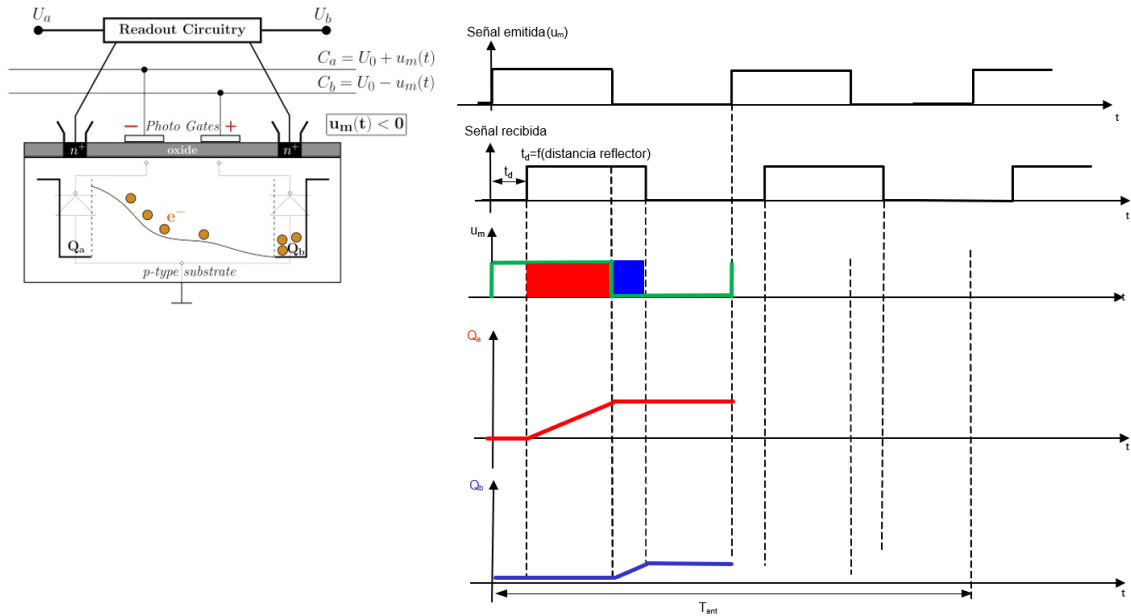 U_a
U_b
Readout Circuitry
C_a = U_0 + u_m(t)
C_b = U_0 − u_m(t)
− Photo Gates +
u_m(t) < 0
n⁺ oxide n⁺
e⁻
Q_a
Q_b
p-type substrate
Señal emitida(u_m)
t
Señal recibida
t_d=f(distancia reflector)
t_d
t
u_m
t
Q_a
t
Q_b
t
T_ant